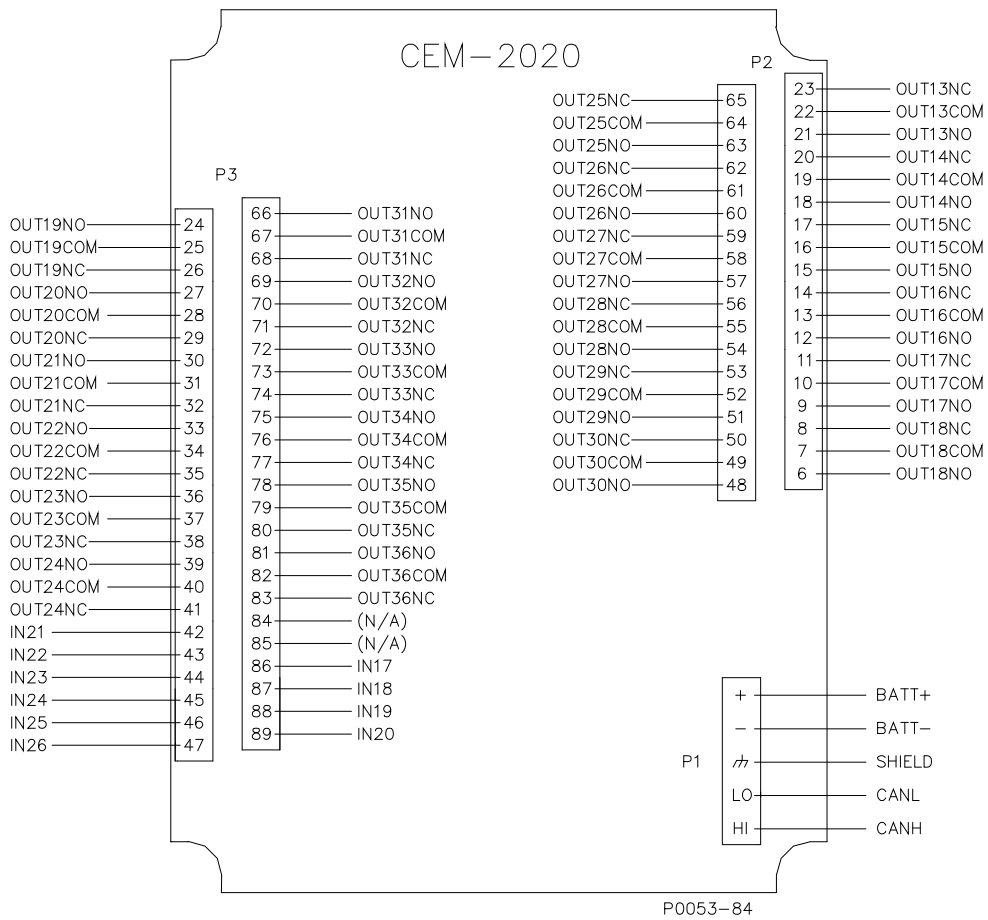 CEM-2020
P2
OUT25NC 65
OUT25COM 64
OUT25NO 63
OUT26NC 62
OUT26COM 61
OUT26NO 60
OUT27NC 59
OUT27COM 58
OUT27NO 57
OUT28NC 56
OUT28COM 55
OUT28NO 54
OUT29NC 53
OUT29COM 52
OUT29NO 51
OUT30NC 50
OUT30COM 49
OUT30NO 48
23 OUT13NC
22 OUT13COM
21 OUT13NO
20 OUT14NC
19 OUT14COM
18 OUT14NO
17 OUT15NC
16 OUT15COM
15 OUT15NO
14 OUT16NC
13 OUT16COM
12 OUT16NO
11 OUT17NC
10 OUT17COM
9 OUT17NO
8 OUT18NC
7 OUT18COM
6 OUT18NO
P3
OUT19NO 24
OUT19COM 25
OUT19NC 26
OUT20NO 27
OUT20COM 28
OUT20NC 29
OUT21NO 30
OUT21COM 31
OUT21NC 32
OUT22NO 33
OUT22COM 34
OUT22NC 35
OUT23NO 36
OUT23COM 37
OUT23NC 38
OUT24NO 39
OUT24COM 40
OUT24NC 41
IN21 42
IN22 43
IN23 44
IN24 45
IN25 46
IN26 47
66 OUT31NO
67 OUT31COM
68 OUT31NC
69 OUT32NO
70 OUT32COM
71 OUT32NC
72 OUT33NO
73 OUT33COM
74 OUT33NC
75 OUT34NO
76 OUT34COM
77 OUT34NC
78 OUT35NO
79 OUT35COM
80 OUT35NC
81 OUT36NO
82 OUT36COM
83 OUT36NC
84 (N/A)
85 (N/A)
86 IN17
87 IN18
88 IN19
89 IN20
P1
+ BATT+
- BATT-
SHIELD
LO CANL
HI CANH
P0053-84